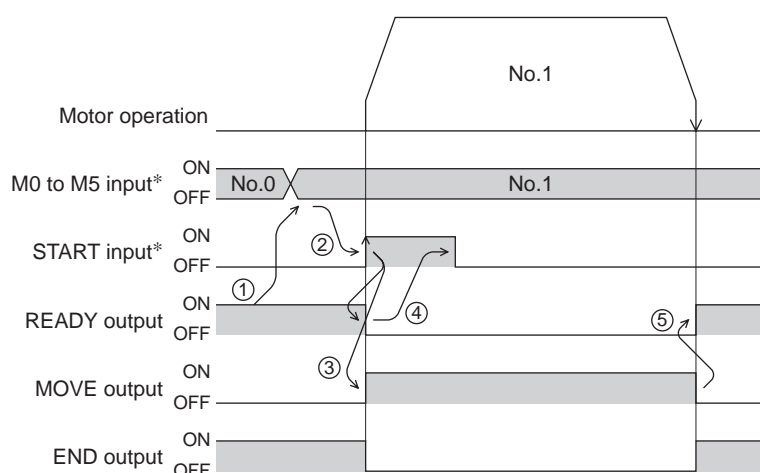 No.1
Motor operation
M0 to M5 input*
ON
OFF
No.0
No.1
START input*
ON
OFF
②
①
READY output
ON
OFF
④
⑤
③
MOVE output
ON
OFF
END output
ON
OFF